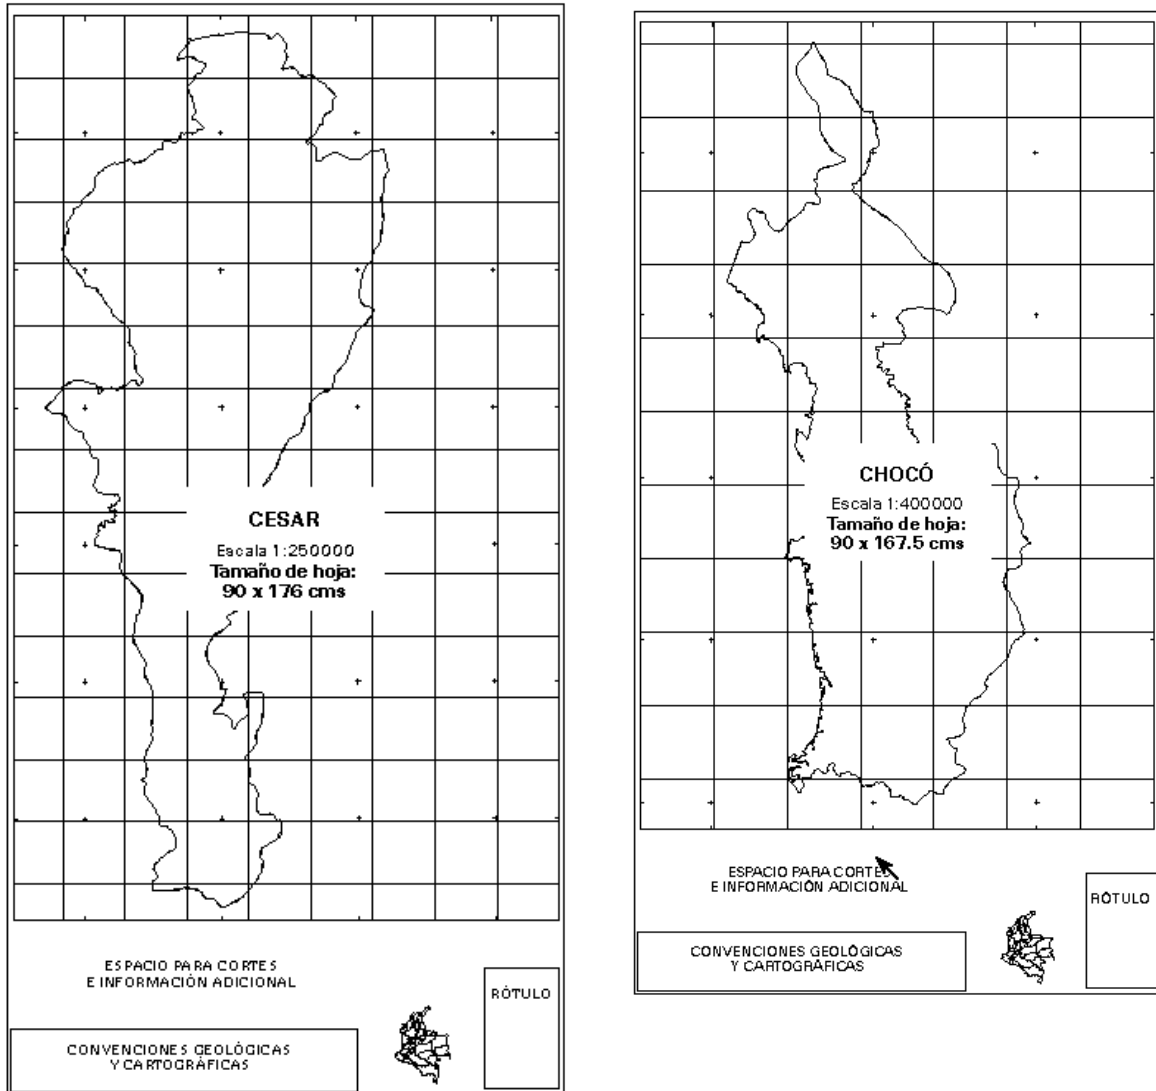 CESAR
Escala 1:250000
Tamaño de hoja:
90 x 176 cms
ESPACIO PARA CORTES
E INFORMACIÓN ADICIONAL
RÓTULO
CONVENCIONES GEOLÓGICAS
Y CARTOGRÁFICAS
CHOCÓ
Escala 1:400000
Tamaño de hoja:
90 x 167.5 cms
ESPACIO PARA CORTES
E INFORMACIÓN ADICIONAL
RÓTULO
CONVENCIONES GEOLÓGICAS
Y CARTOGRÁFICAS